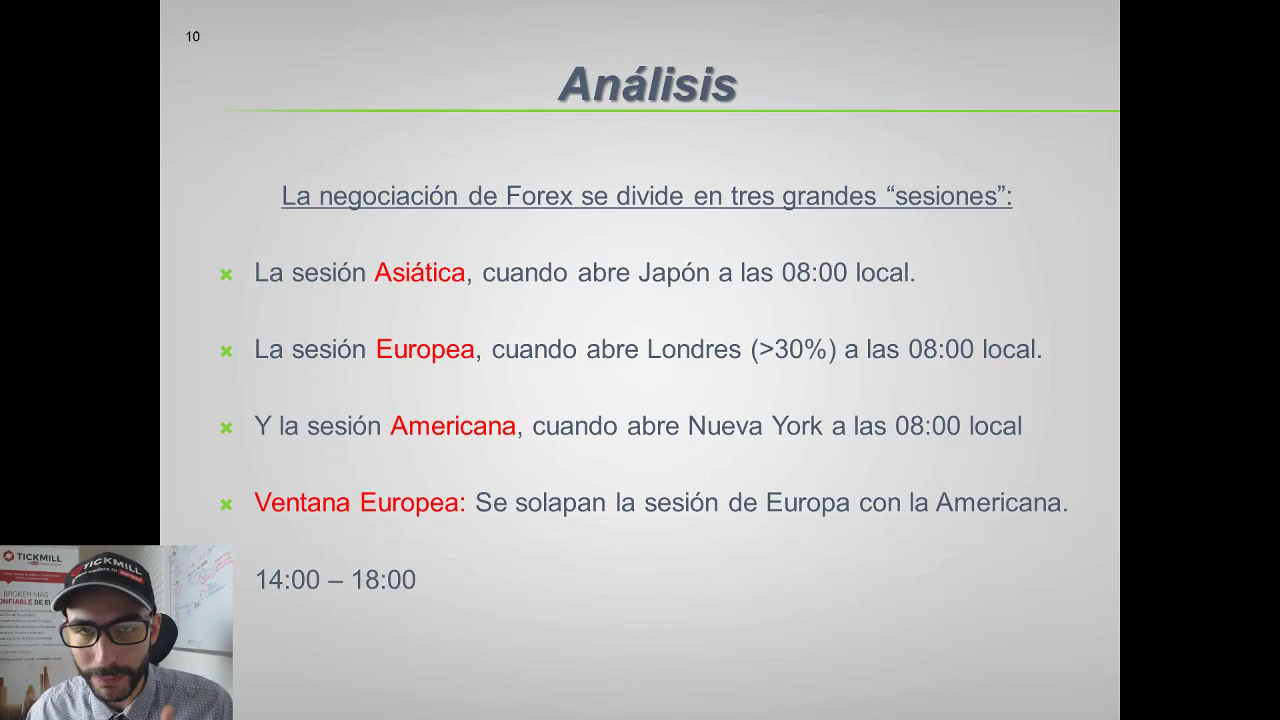 10
Análisis
La negociación de Forex se divide en tres grandes “sesiones”:
La sesión Asiática, cuando abre Japón a las 08:00 local.
La sesión Europea, cuando abre Londres (>30%) a las 08:00 local.
Y la sesión Americana, cuando abre Nueva York a las 08:00 local
Ventana Europea: Se solapan la sesión de Europa con la Americana.
14:00 – 18:00
TICKMILL
TICKMILL
BROKER MÁS